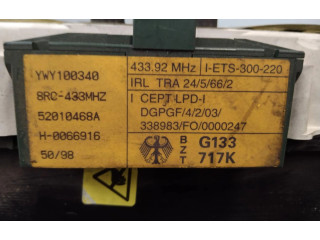 YWY100340
8RC-433MHZ
52010468A
H-0066916
50/98
433.92 MHz I-ETS-300-220
IRL TRA 24/5/66/2
I CEPT LPD-I
DGPGF/4/2/03/
338983/FO/0000247
BZT G133
717K